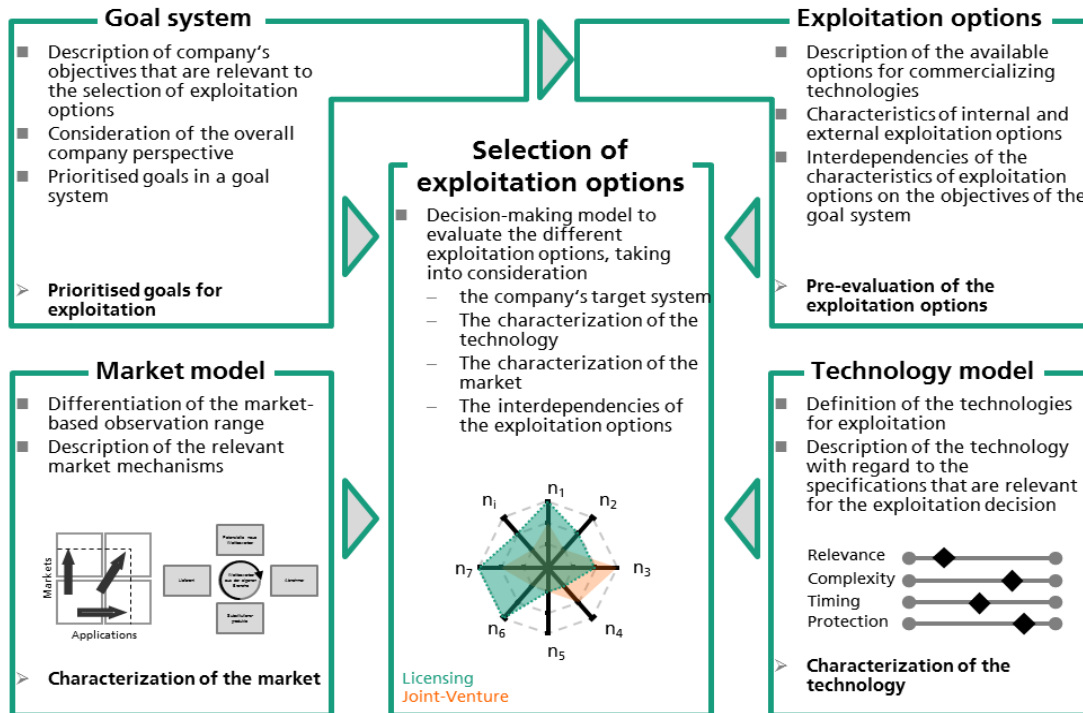 Goal system
Description of company's
objectives that are relevant to
the selection of exploitation
options
Consideration of the overall
company perspective
Prioritised goals in a goal
system
Prioritised goals for
exploitation
Exploitation options
Description of the available
options for commercializing
technologies
Characteristics of internal and
external exploitation options
Interdependencies of the
characteristics of exploitation
options on the objectives of the
goal system
Pre-evaluation of the
exploitation options
Selection of
exploitation options
Decision-making model to
evaluate the different
exploitation options, taking
into consideration
– the company's target system
– The characterization of the
technology
– The characterization of the
market
– The interdependencies of
the exploitation options
n1
n2
n3
n4
n5
n6
n7
ni
Licensing
Joint-Venture
Market model
Differentiation of the market-
based observation range
Description of the relevant
market mechanisms
Markets
Applications
Characterization of the market
Technology model
Definition of the technologies
for exploitation
Description of the technology
with regard to the
specifications that are relevant
for the exploitation decision
Relevance
Complexity
Timing
Protection
Characterization of the
technology